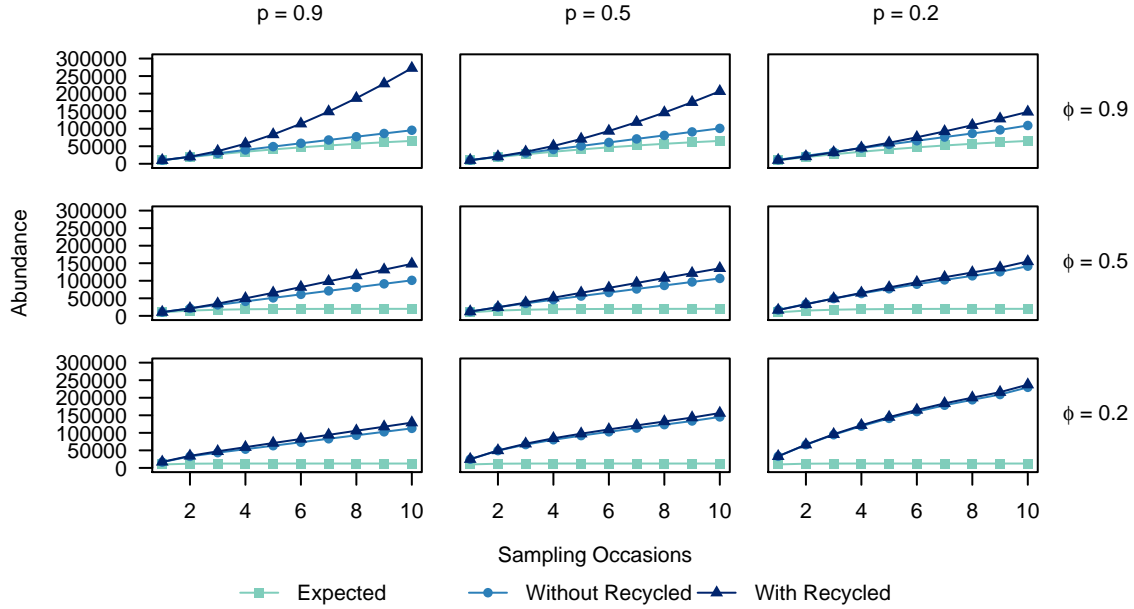 p = 0.9 p = 0.5 p = 0.2
300000
250000
200000
150000
100000
50000
0
ϕ = 0.9
300000
250000
200000
150000
100000
50000
0
ϕ = 0.5
Abundance
300000
250000
200000
150000
100000
50000
0
ϕ = 0.2
2 4 6 8 10 2 4 6 8 10 2 4 6 8 10
Sampling Occasions
Expected Without Recycled With Recycled